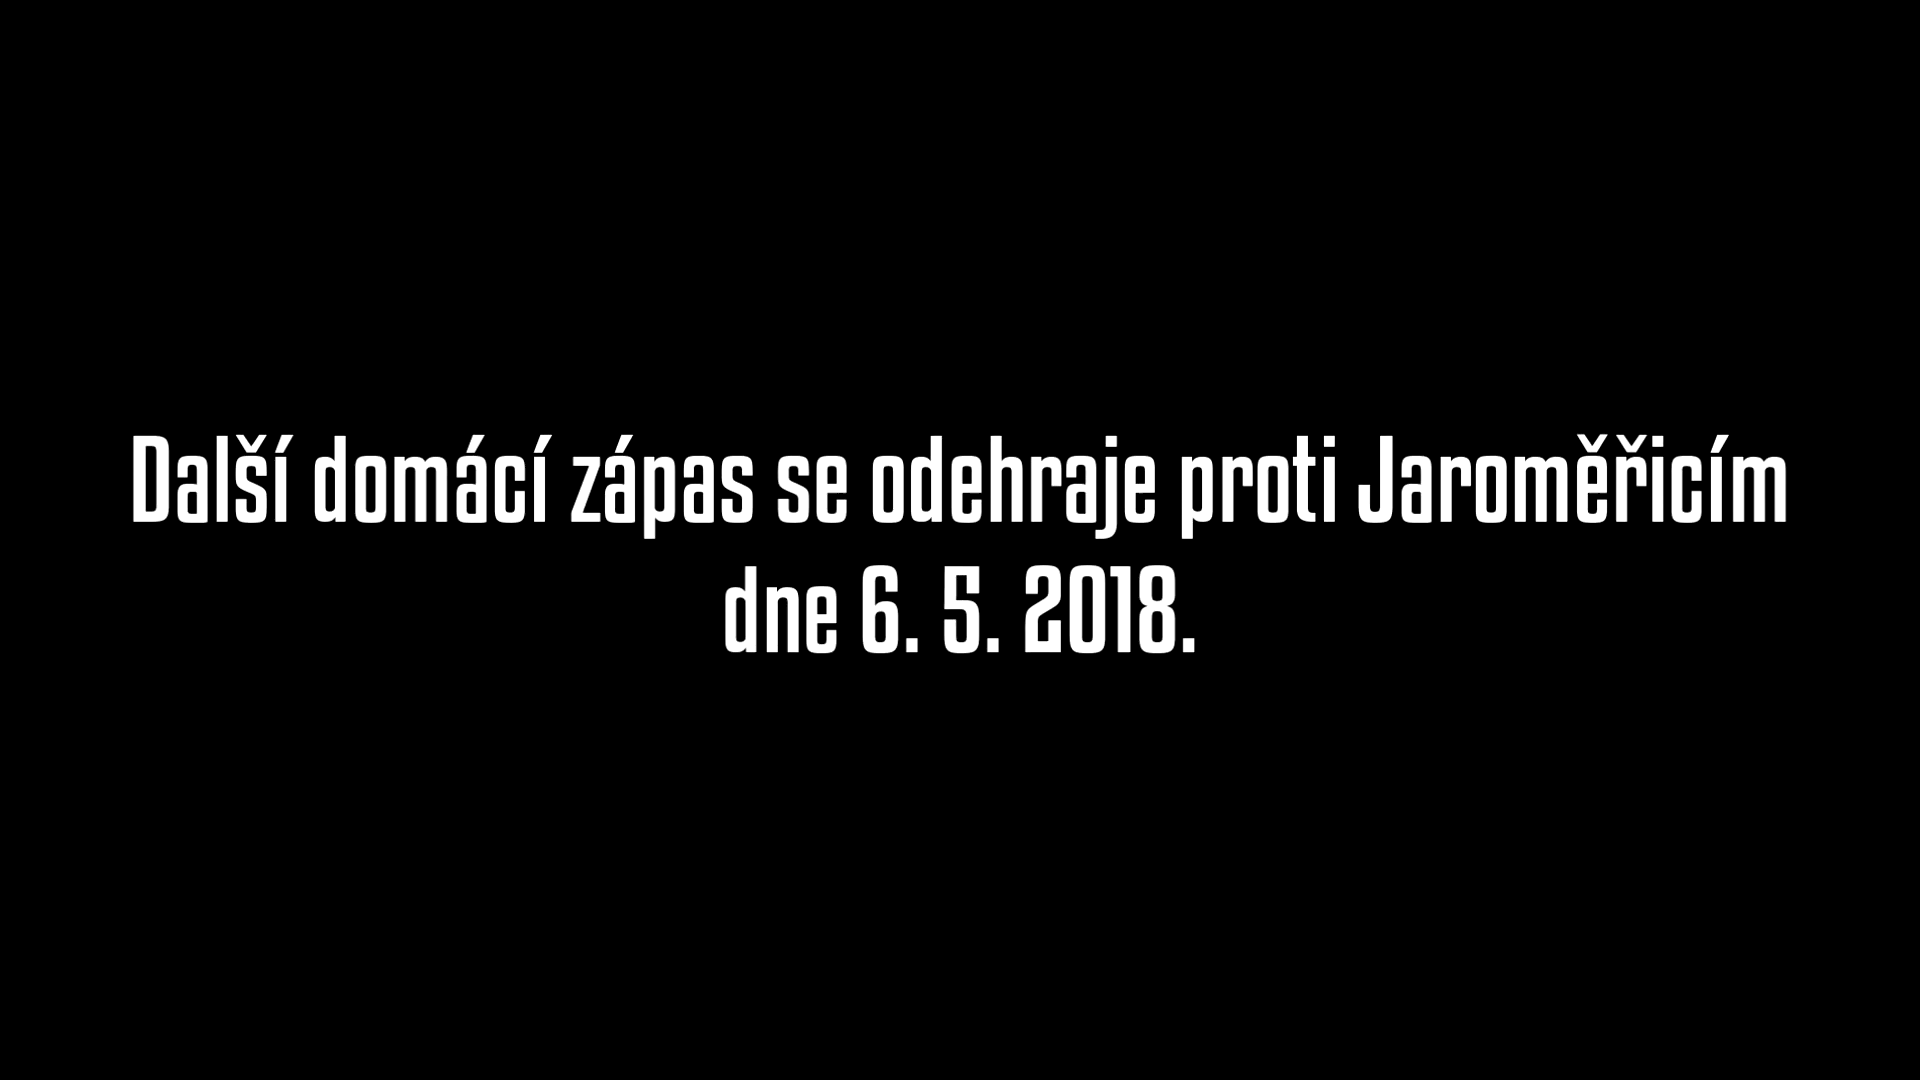 Další domácí zápas se odehraje proti Jaroměřicím
dne 6. 5. 2018.